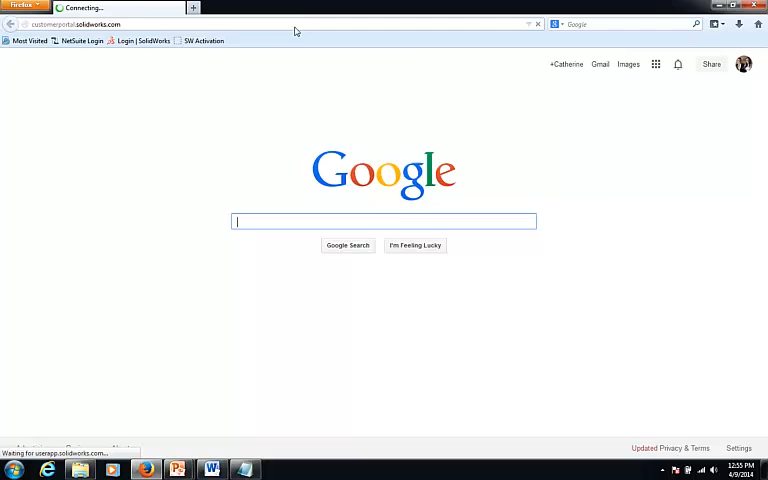 Firefox
Connecting...
customerportal.solidworks.com
Google
Most Visited NetSuite Login Login | SolidWorks SW Activation
+Catherine Gmail Images Share
Google
Google Search I'm Feeling Lucky
Updated Privacy & Terms Settings
Waiting for userapp.solidworks.com...
12:55 PM
4/9/2014